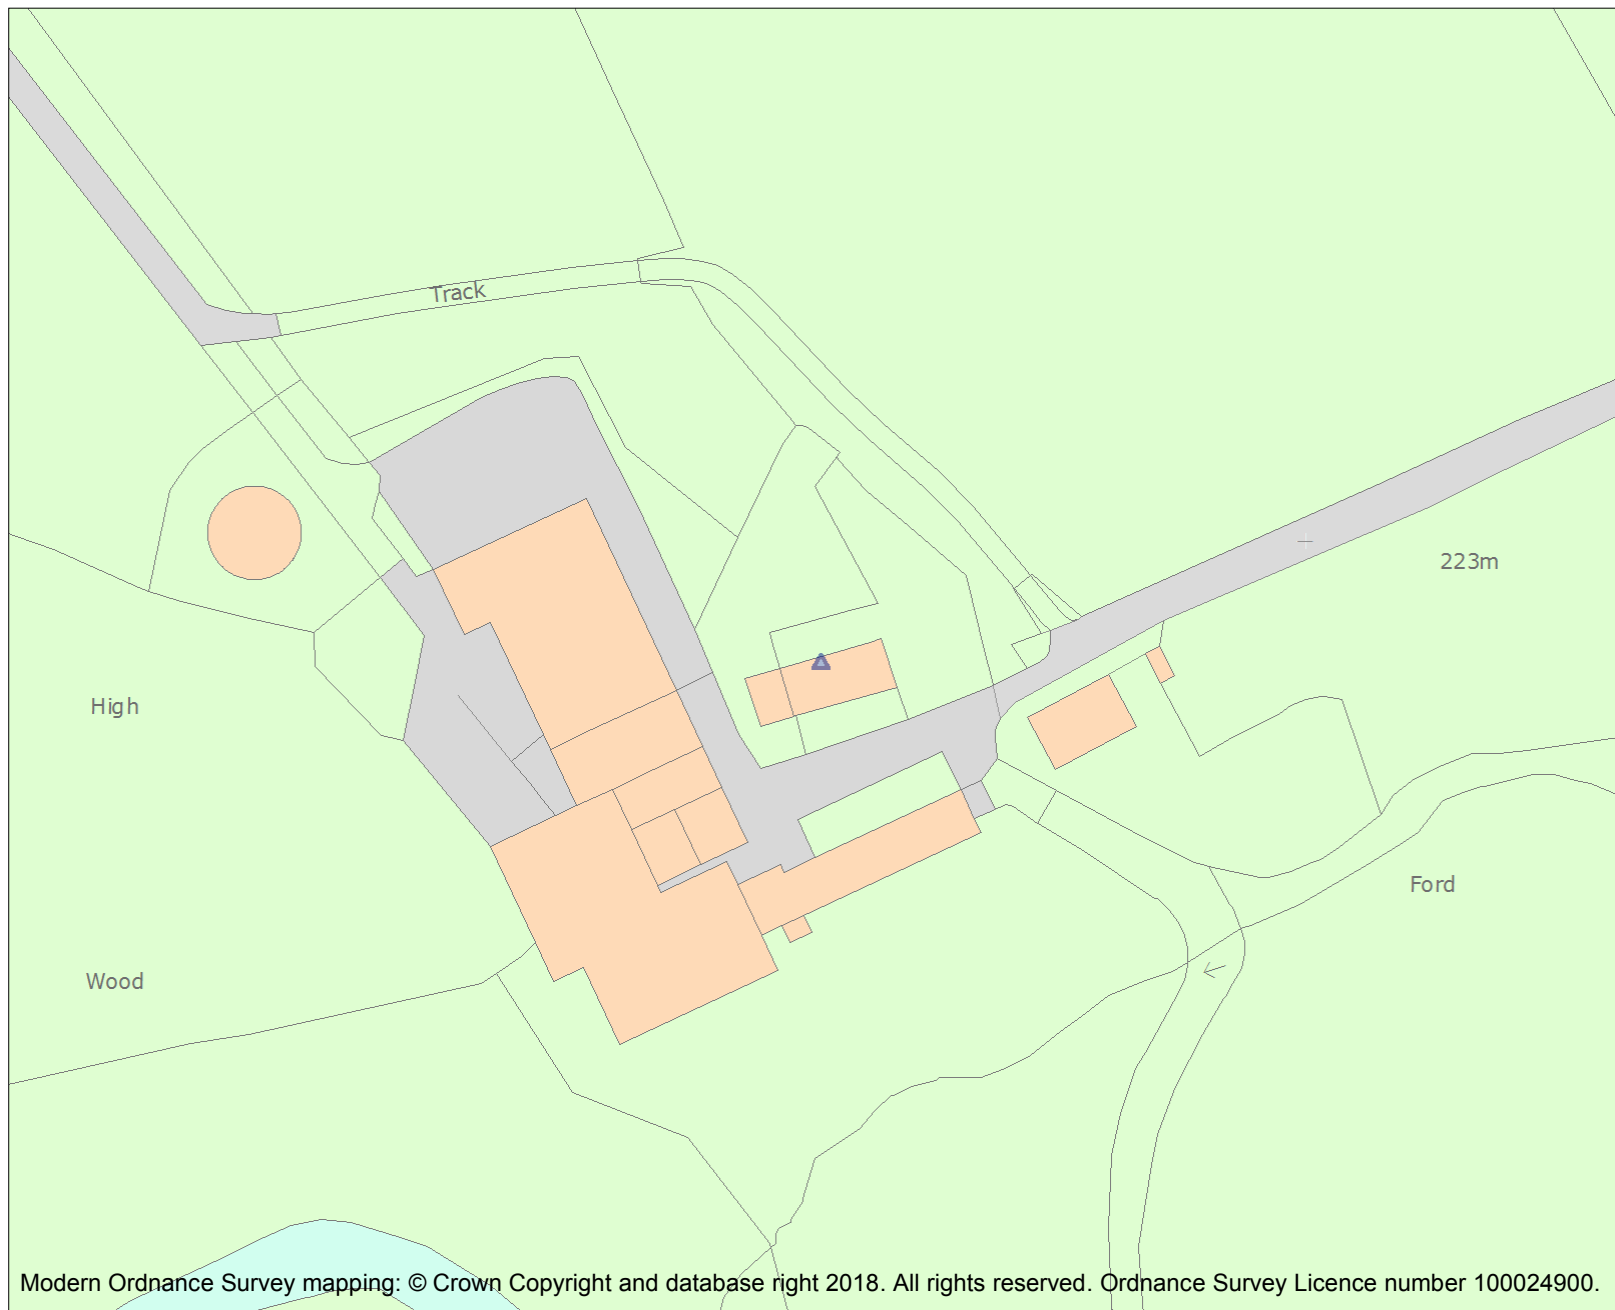 Track
223m
High
Ford
Wood
Modern Ordnance Survey mapping: © Crown Copyright and database right 2018. All rights reserved. Ordnance Survey Licence number 100024900.